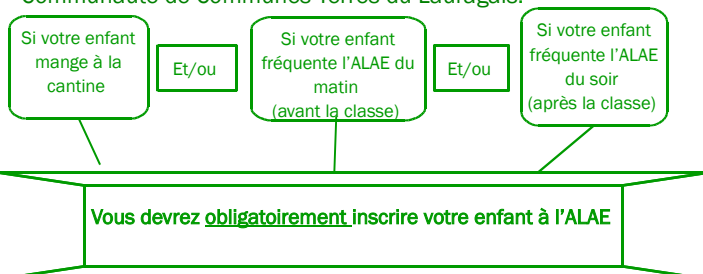 Communauté de Communes Terres du Lauragais.
Si votre enfant
mange à la
cantine
Et/ou
Si votre enfant
fréquente l’ALAE du
matin
(avant la classe)
Et/ou
Si votre enfant
fréquente l’ALAE
du soir
(après la classe)
Vous devrez obligatoirement inscrire votre enfant à l’ALAE